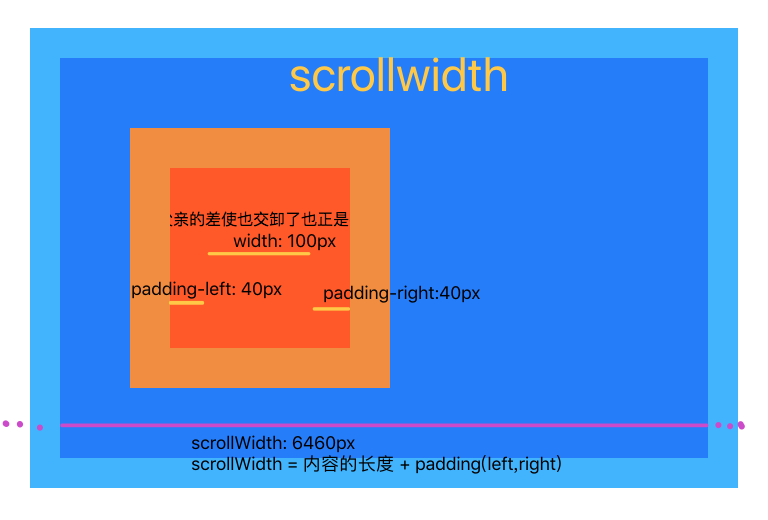 scrollwidth
亲的差使也交卸了也正是
width: 100px
padding-left: 40px
padding-right:40px
scrollWidth: 6460px
scrollWidth = 内容的长度 + padding(left,right)